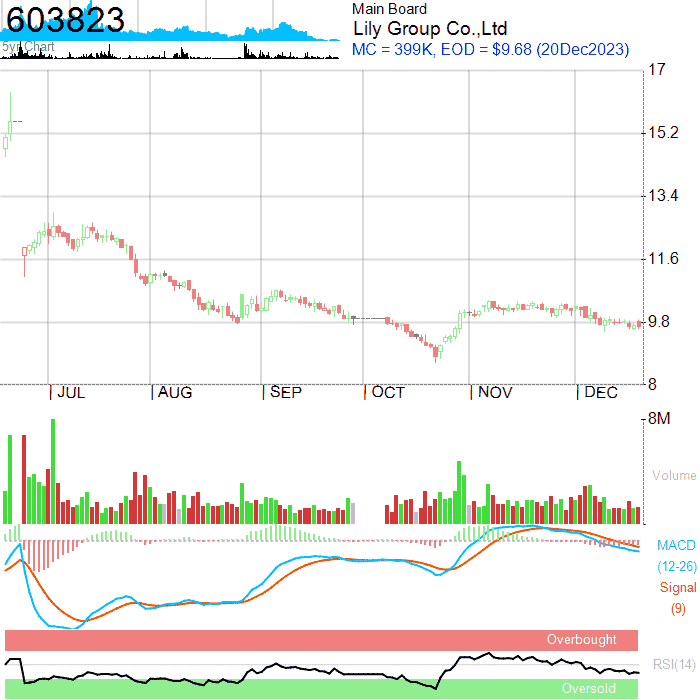 603823
5yr Chart
Main Board
Lily Group Co.,Ltd
MC = 399K, EOD = $9.68 (20Dec2023)
17
15.2
13.4
11.6
9.8
8
JUL AUG SEP OCT NOV DEC
8M
Volume
MACD
(12-26)
Signal
(9)
Overbought
RSI(14)
Oversold